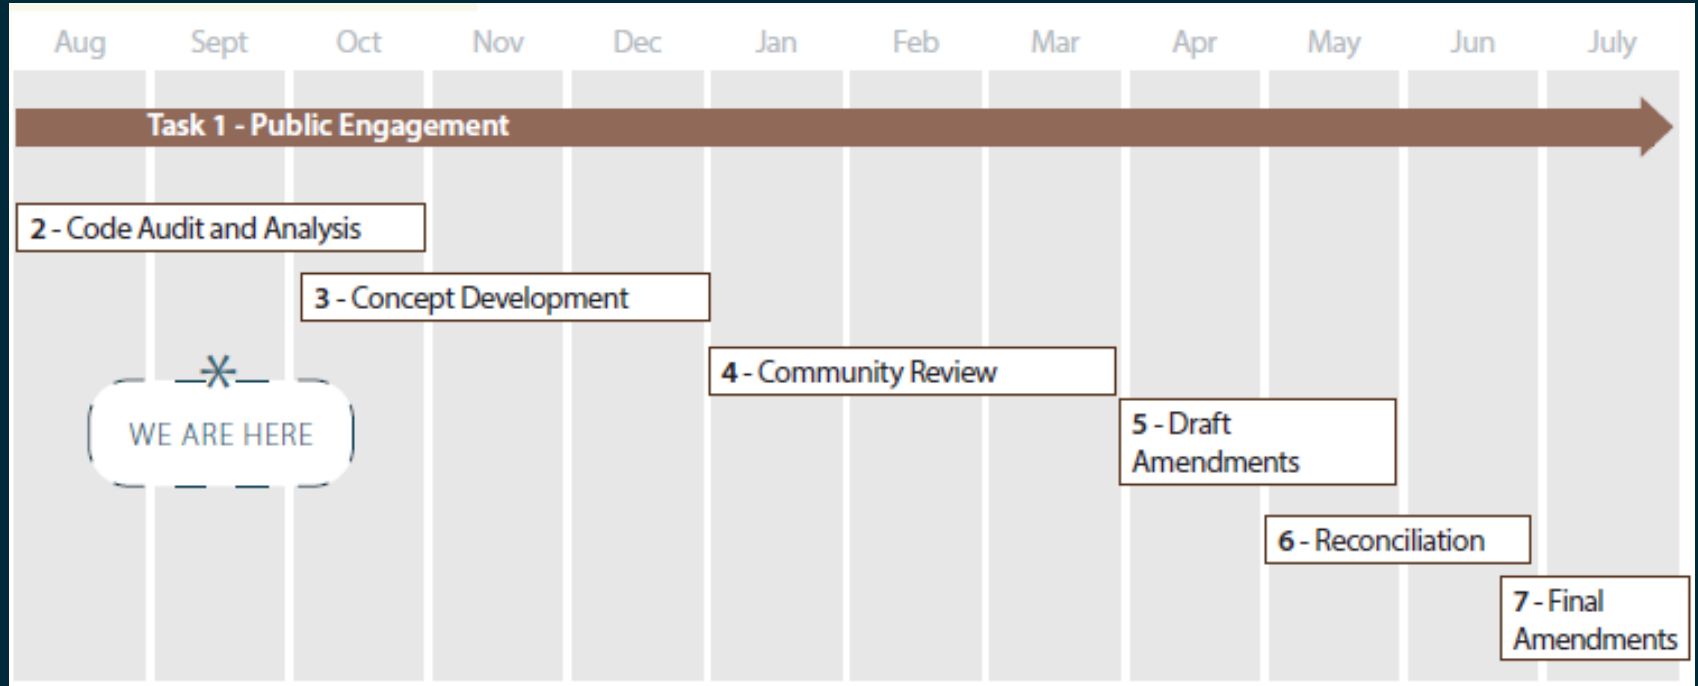 Aug Sept Oct Nov Dec Jan Feb Mar Apr May Jun July
Task 1 - Public Engagement
2 - Code Audit and Analysis
3 - Concept Development
WE ARE HERE
4 - Community Review
5 - Draft
Amendments
6 - Reconciliation
7 - Final
Amendments